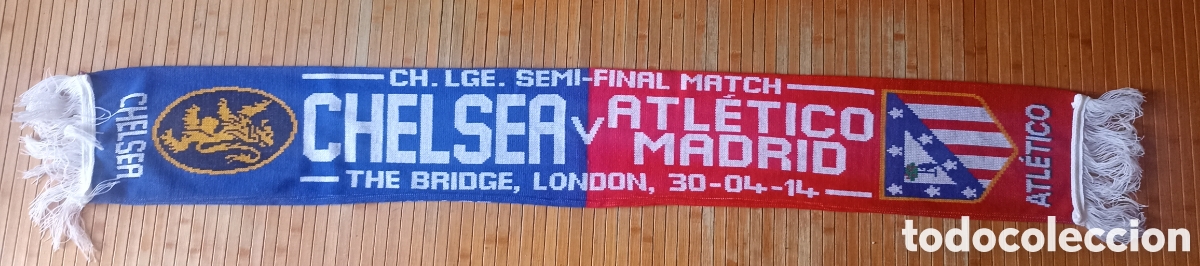 CHELSEA
CH. LGE. SEMI-FINAL MATCH
CHELSEA V ATLÉTICO MADRID
THE BRIDGE, LONDON, 30-04-14
ATLÉTICO
todocoleccion